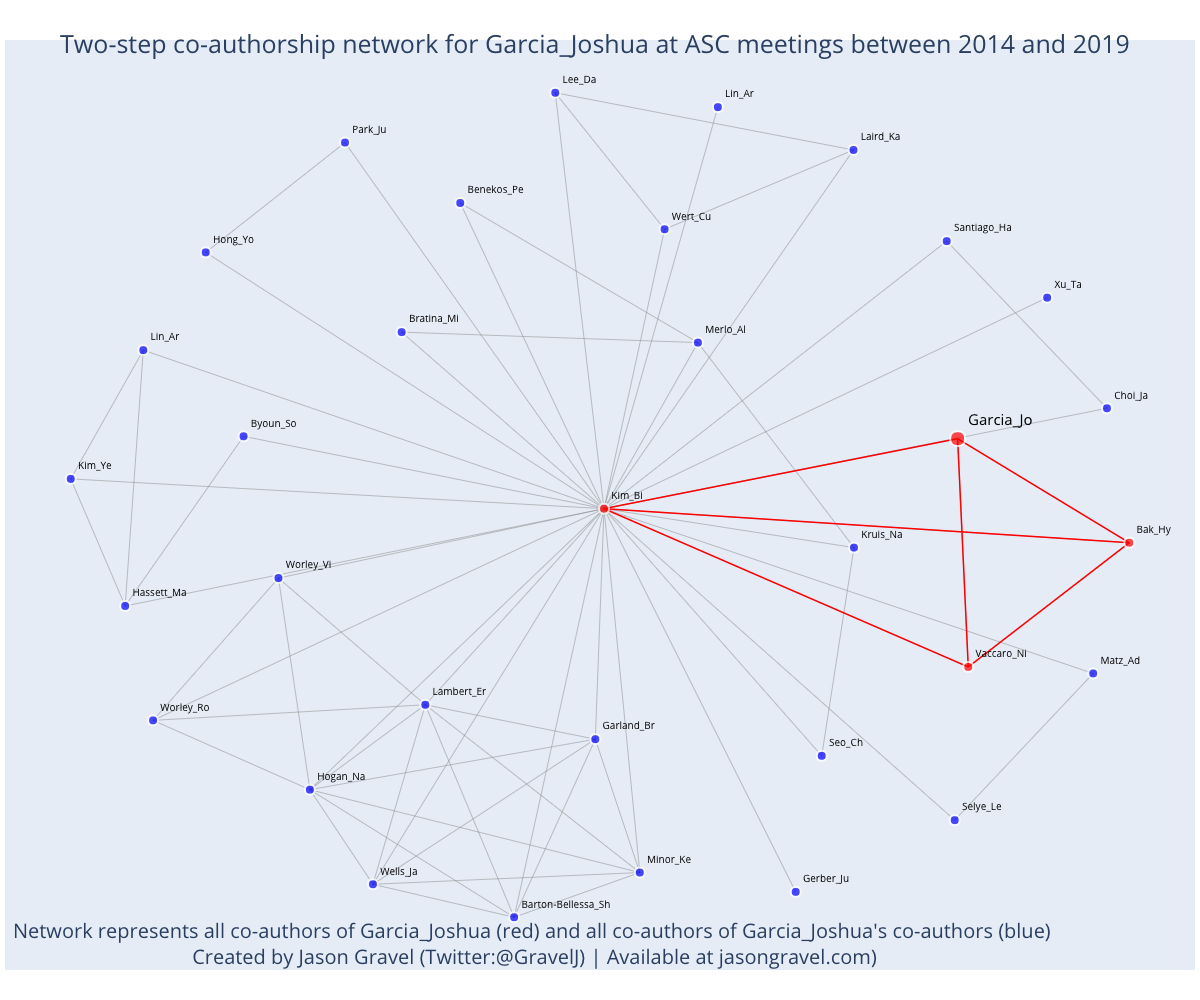 Two-step co-authorship network for Garcia_Joshua at ASC meetings between 2014 and 2019
Lee_Da
Lin_Ar
Park_Ju
Laird_Ka
Benekos_Pe
Wert_Cu
Santiago_Ha
Hong_Yo
Xu_Ta
Bratina_Mi
Merlo_Al
Lin_Ar
Choi_Ja
Garcia_Jo
Byoun_So
Kim_Ye
Kim_Bi
Bak_Hy
Kruis_Na
Worley_Vi
Hassett_Ma
Vaccaro_Ni
Matz_Ad
Lambert_Er
Worley_Ro
Garland_Br
Seo_Ch
Hogan_Na
Selye_Le
Minor_Ke
Wells_Ja
Gerber_Ju
Barton-Bellessa_Sh
Network represents all co-authors of Garcia_Joshua (red) and all co-authors of Garcia_Joshua's co-authors (blue)
Created by Jason Gravel (Twitter:@GravelJ) | Available at jasongravel.com)